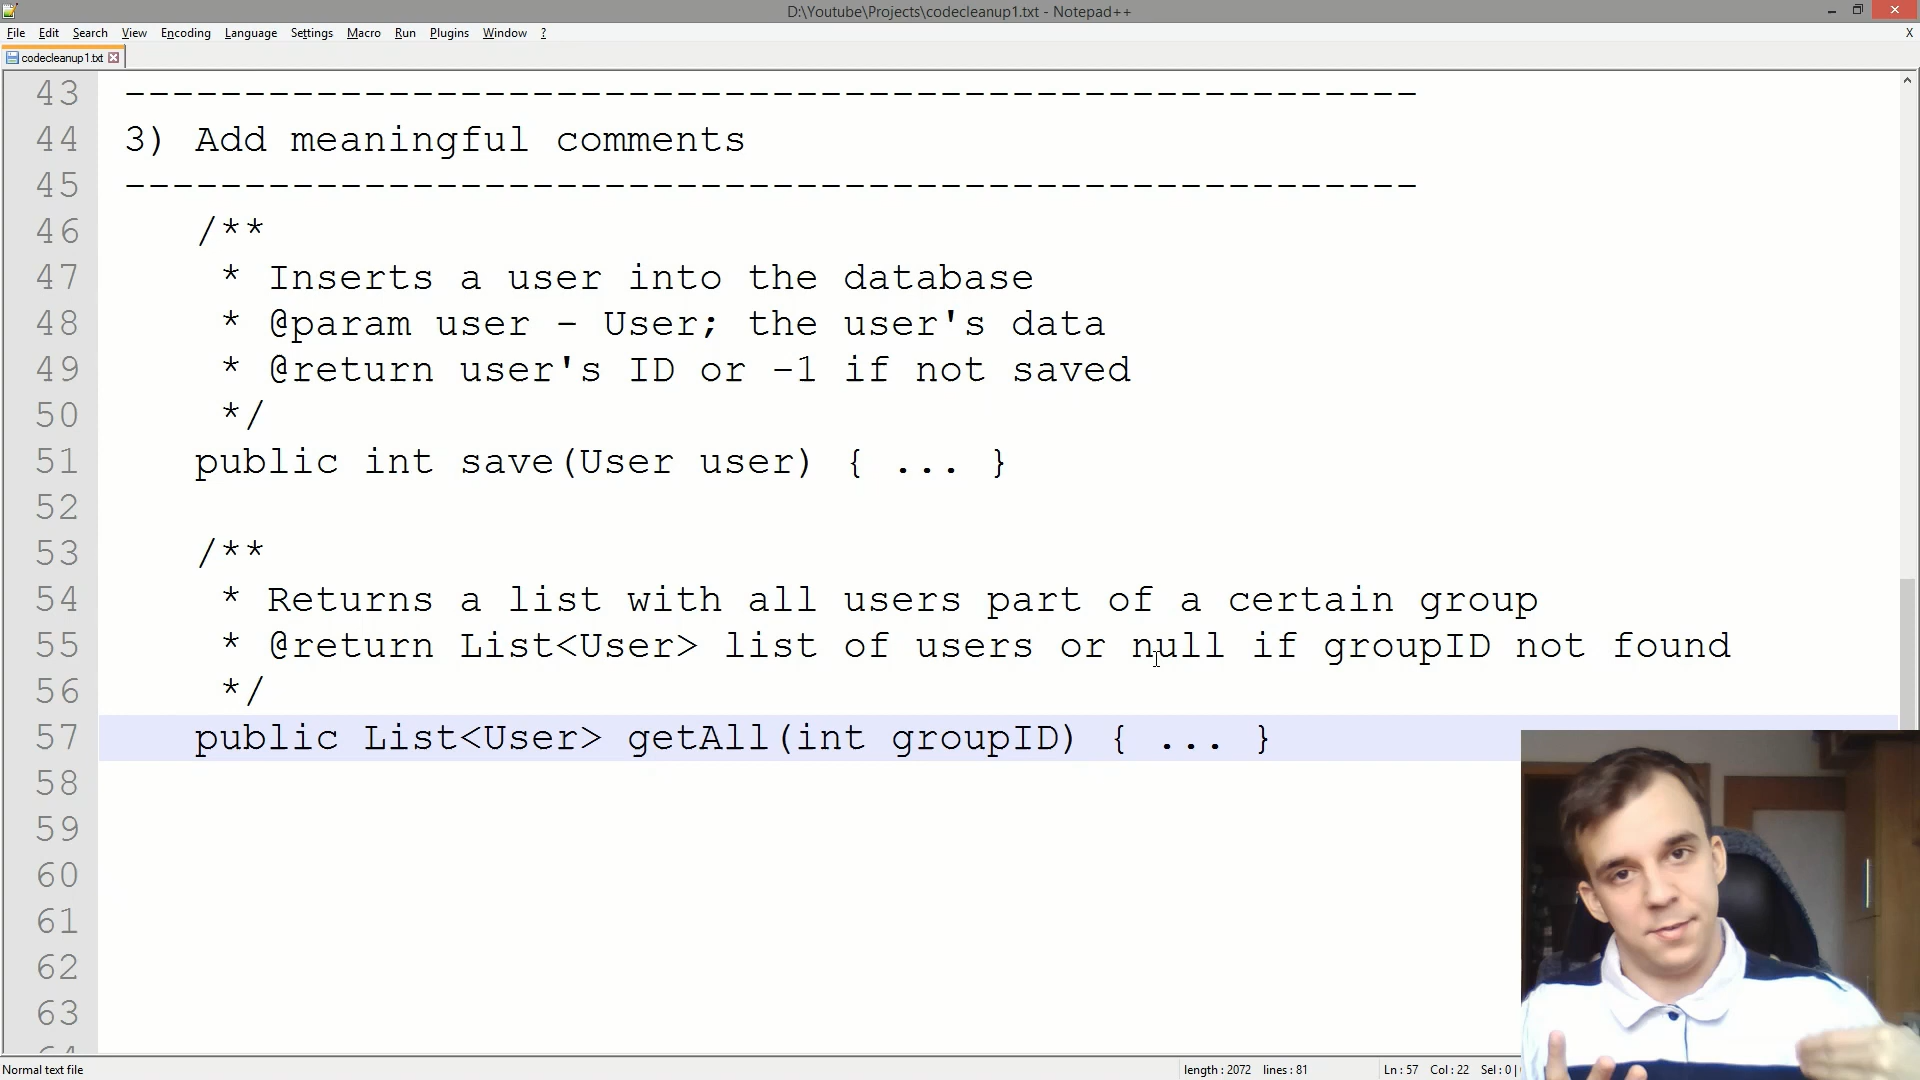 D:\Youtube\Projects\codecleanup1.txt - Notepad++
File Edit Search View Encoding Language Settings Macro Run Plugins Window ? X
codecleanup1.txt
43 ------------------------------------------------------
44 3) Add meaningful comments
45 ------------------------------------------------------
46 /**
47 * Inserts a user into the database
48 * @param user - User; the user's data
49 * @return user's ID or -1 if not saved
50 */
51 public int save(User user) { ... }
52
53 /**
54 * Returns a list with all users part of a certain group
55 * @return List<User> list of users or null if groupID not found
56 */
57 public List<User> getAll(int groupID) { ... }
58
59
60
61
62
63
64
Normal text file length : 2072 lines : 81 Ln : 57 Col : 22 Sel : 0 |